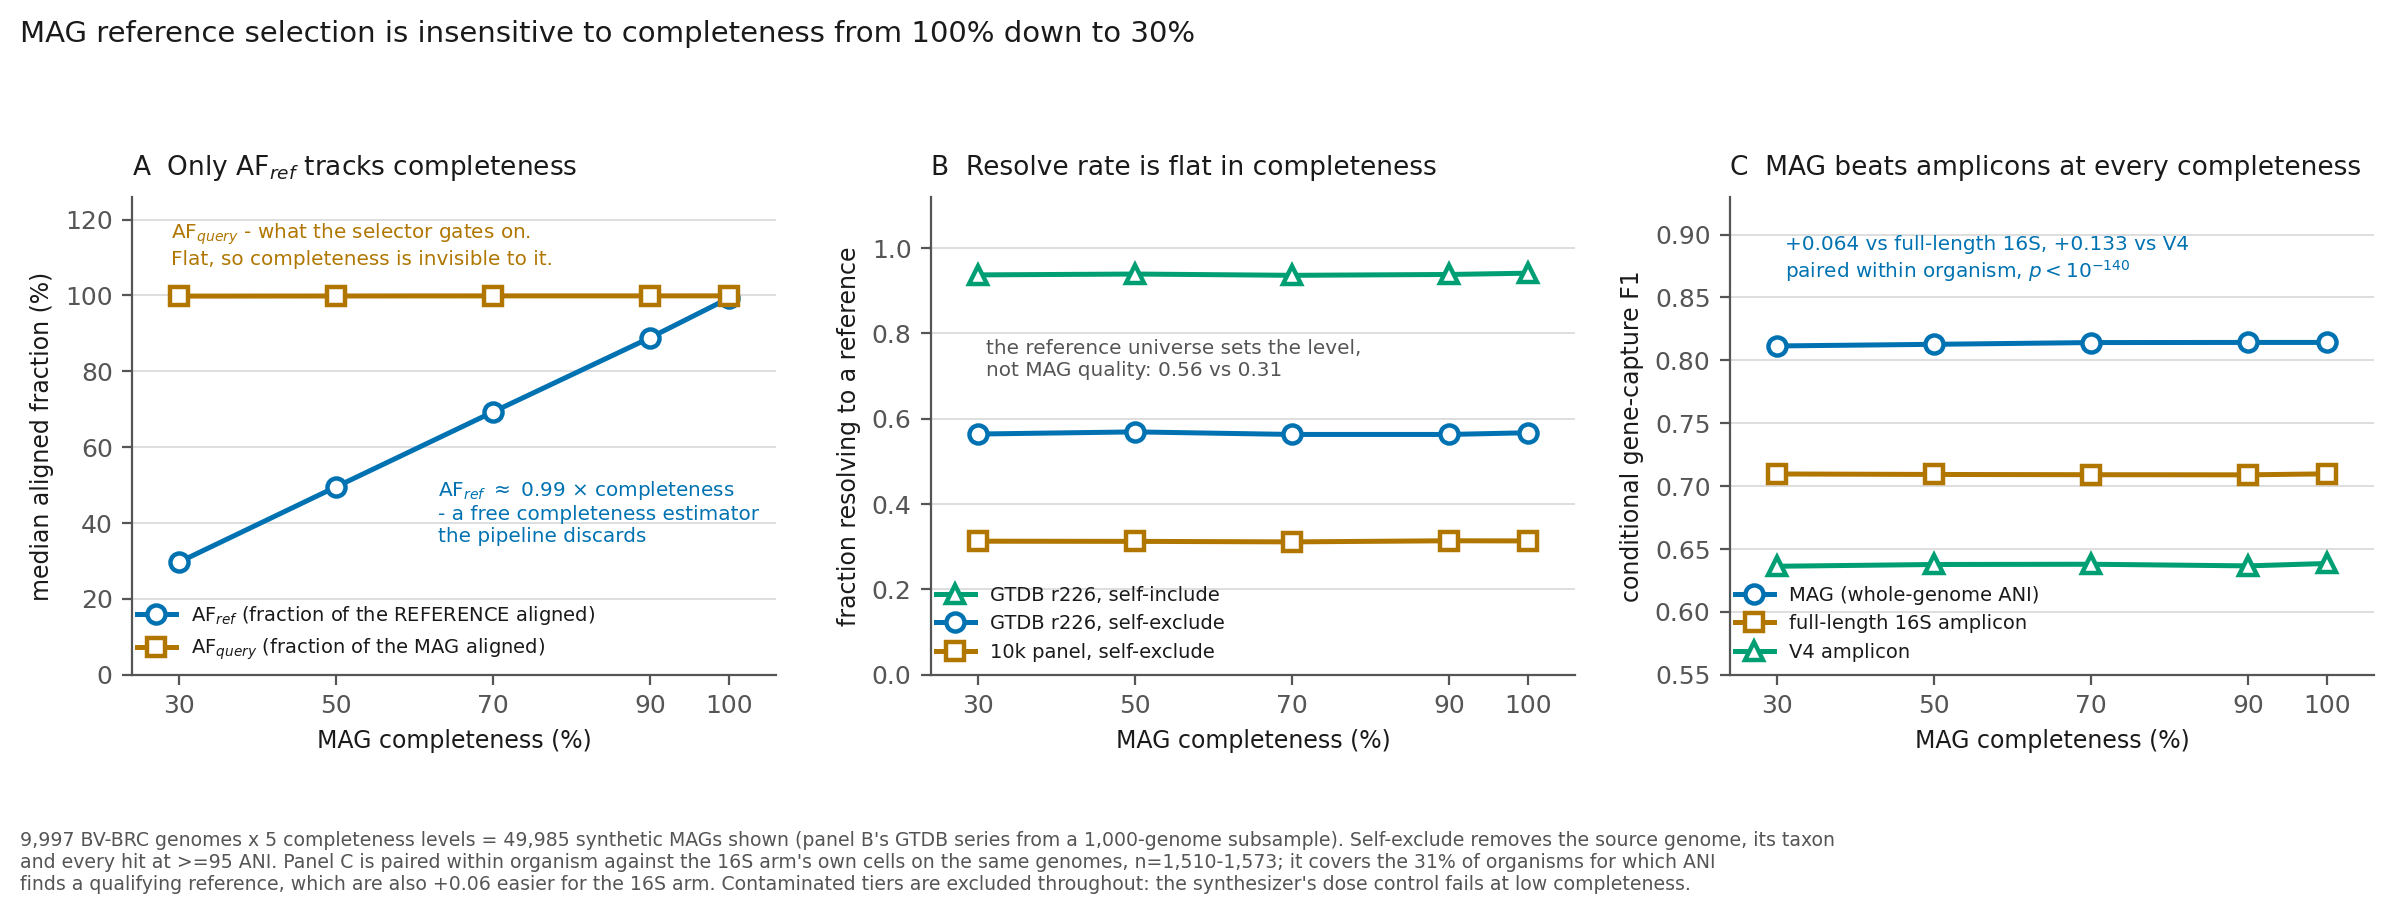 MAG reference selection is insensitive to completeness from 100% down to 30%
A Only AFref tracks completeness
AFquery - what the selector gates on.
Flat, so completeness is invisible to it.
AFref ≈ 0.99 × completeness
- a free completeness estimator
the pipeline discards
AFref (fraction of the REFERENCE aligned)
AFquery (fraction of the MAG aligned)
median aligned fraction (%)
120
100
80
60
40
20
0
30 50 70 90 100
MAG completeness (%)
B Resolve rate is flat in completeness
the reference universe sets the level,
not MAG quality: 0.56 vs 0.31
GTDB r226, self-include
GTDB r226, self-exclude
10k panel, self-exclude
fraction resolving to a reference
1.0
0.8
0.6
0.4
0.2
0.0
30 50 70 90 100
MAG completeness (%)
C MAG beats amplicons at every completeness
+0.064 vs full-length 16S, +0.133 vs V4
paired within organism, p < 10⁻¹⁴⁰
MAG (whole-genome ANI)
full-length 16S amplicon
V4 amplicon
conditional gene-capture F1
0.90
0.85
0.80
0.75
0.70
0.65
0.60
0.55
30 50 70 90 100
MAG completeness (%)
9,997 BV-BRC genomes x 5 completeness levels = 49,985 synthetic MAGs shown (panel B's GTDB series from a 1,000-genome subsample). Self-exclude removes the source genome, its taxon
and every hit at >=95 ANI. Panel C is paired within organism against the 16S arm's own cells on the same genomes, n=1,510-1,573; it covers the 31% of organisms for which ANI
finds a qualifying reference, which are also +0.06 easier for the 16S arm. Contaminated tiers are excluded throughout: the synthesizer's dose control fails at low completeness.